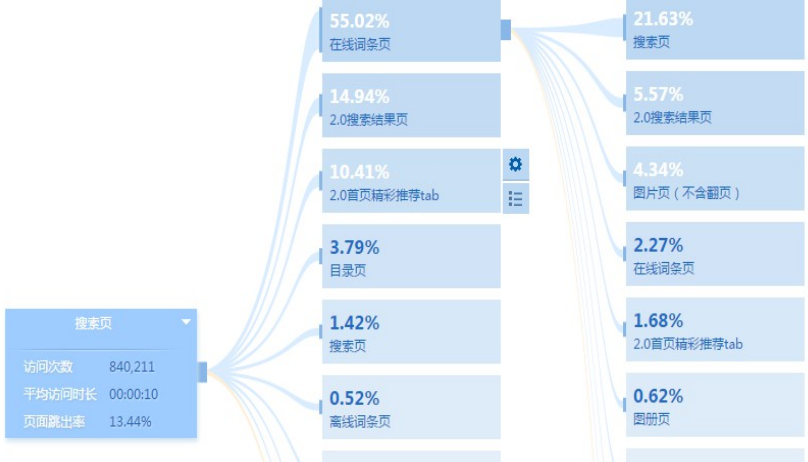 55.02%
在线词条页
14.94%
2.0搜索结果页
10.41%
2.0首页精彩推荐tab
3.79%
目录页
1.42%
搜索页
0.52%
离线词条页
21.63%
搜索页
5.57%
2.0搜索结果页
4.34%
图片页（不含翻页）
2.27%
在线词条页
1.68%
2.0首页精彩推荐tab
0.62%
图册页
搜索页
访问次数 840,211
平均访问时长 00:00:10
页面跳出率 13.44%